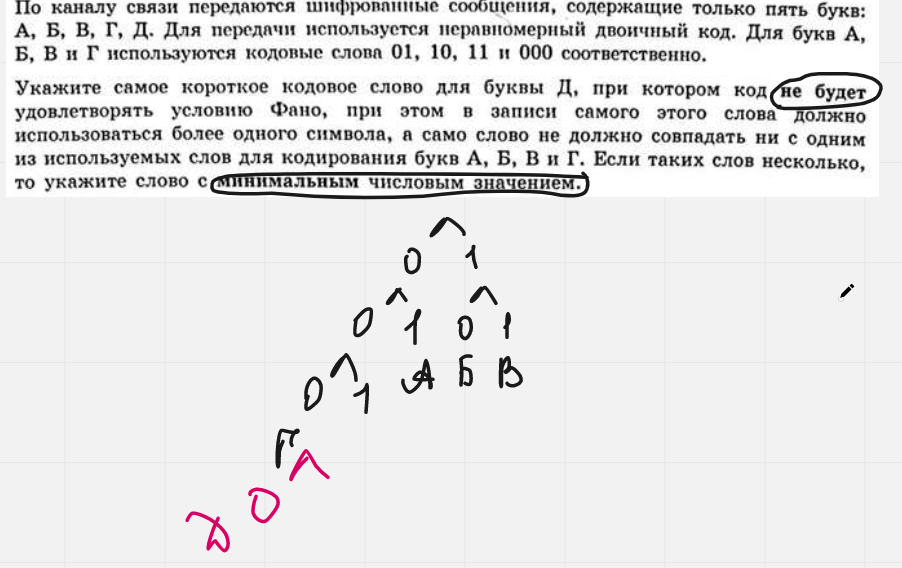 По каналу связи передаются шифрованные сообщения, содержащие только пять букв:
А, Б, В, Г, Д. Для передачи используется неравномерный двоичный код. Для букв А,
Б, В и Г используются кодовые слова 01, 10, 11 и 000 соответственно.
Укажите самое короткое кодовое слово для буквы Д, при котором код не будет
удовлетворять условию Фано, при этом в записи самого этого слова должно
использоваться более одного символа, а само слово не должно совпадать ни с одним
из используемых слов для кодирования букв А, Б, В и Г. Если таких слов несколько,
то укажите слово с минимальным числовым значением.
0 1
0 1 0 1
0 1 А Б В
Г
0
Д